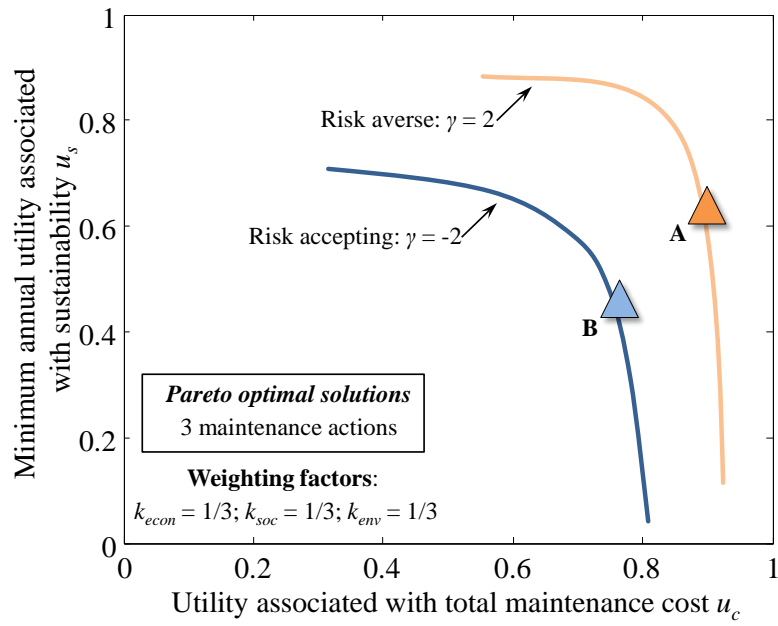 Minimum annual utility associated
with sustainability u_s
1
0.8
0.6
0.4
0.2
0
Risk averse: γ = 2
Risk accepting: γ = -2
A
B
Pareto optimal solutions
3 maintenance actions
Weighting factors:
k_econ = 1/3; k_soc = 1/3; k_env = 1/3
0 0.2 0.4 0.6 0.8 1
Utility associated with total maintenance cost u_c